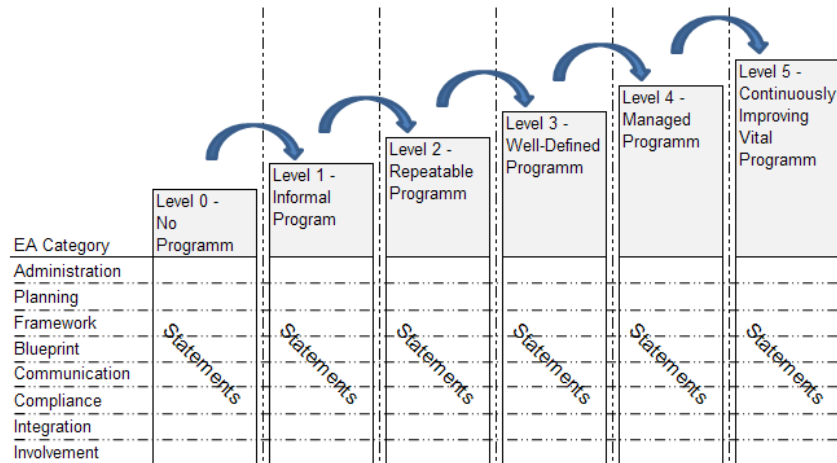 Level 0 -
No
Programm
Level 1 -
Informal
Program
Level 2 -
Repeatable
Programm
Level 3 -
Well-Defined
Programm
Level 4 -
Managed
Programm
Level 5 -
Continuously
Improving
Vital
Programm
EA Category
Administration
Planning
Framework
Blueprint
Communication
Compliance
Integration
Involvement
Statements
Statements
Statements
Statements
Statements
Statements